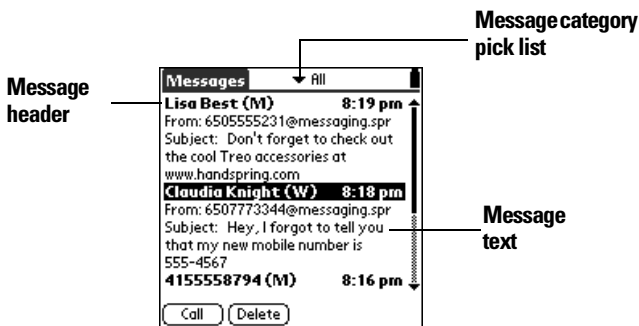 Message category
pick list
Messages All
Message
header
Lisa Best (M) 8:19 pm
From: 6505555231@messaging.spr
Subject: Don't forget to check out
the cool Treo accessories at
www.handspring.com
Claudia Knight (W) 8:18 pm
From: 6507773344@messaging.spr
Subject: Hey, I forgot to tell you
that my new mobile number is
555-4567
Message
text
4155558794 (M) 8:16 pm
Call Delete